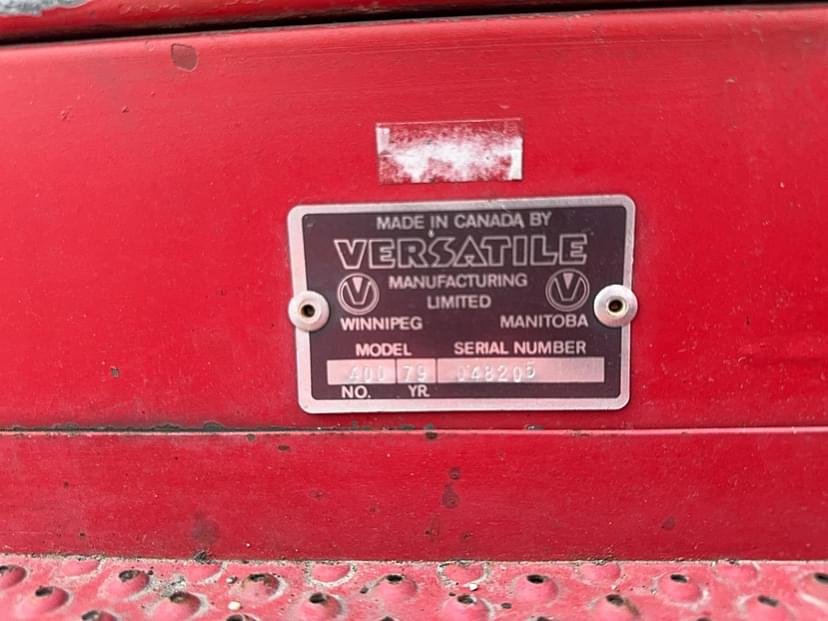 MADE IN CANADA BY
VERSATILE
MANUFACTURING
LIMITED
WINNIPEG MANITOBA
MODEL SERIAL NUMBER
400 79 048205
NO. YR.